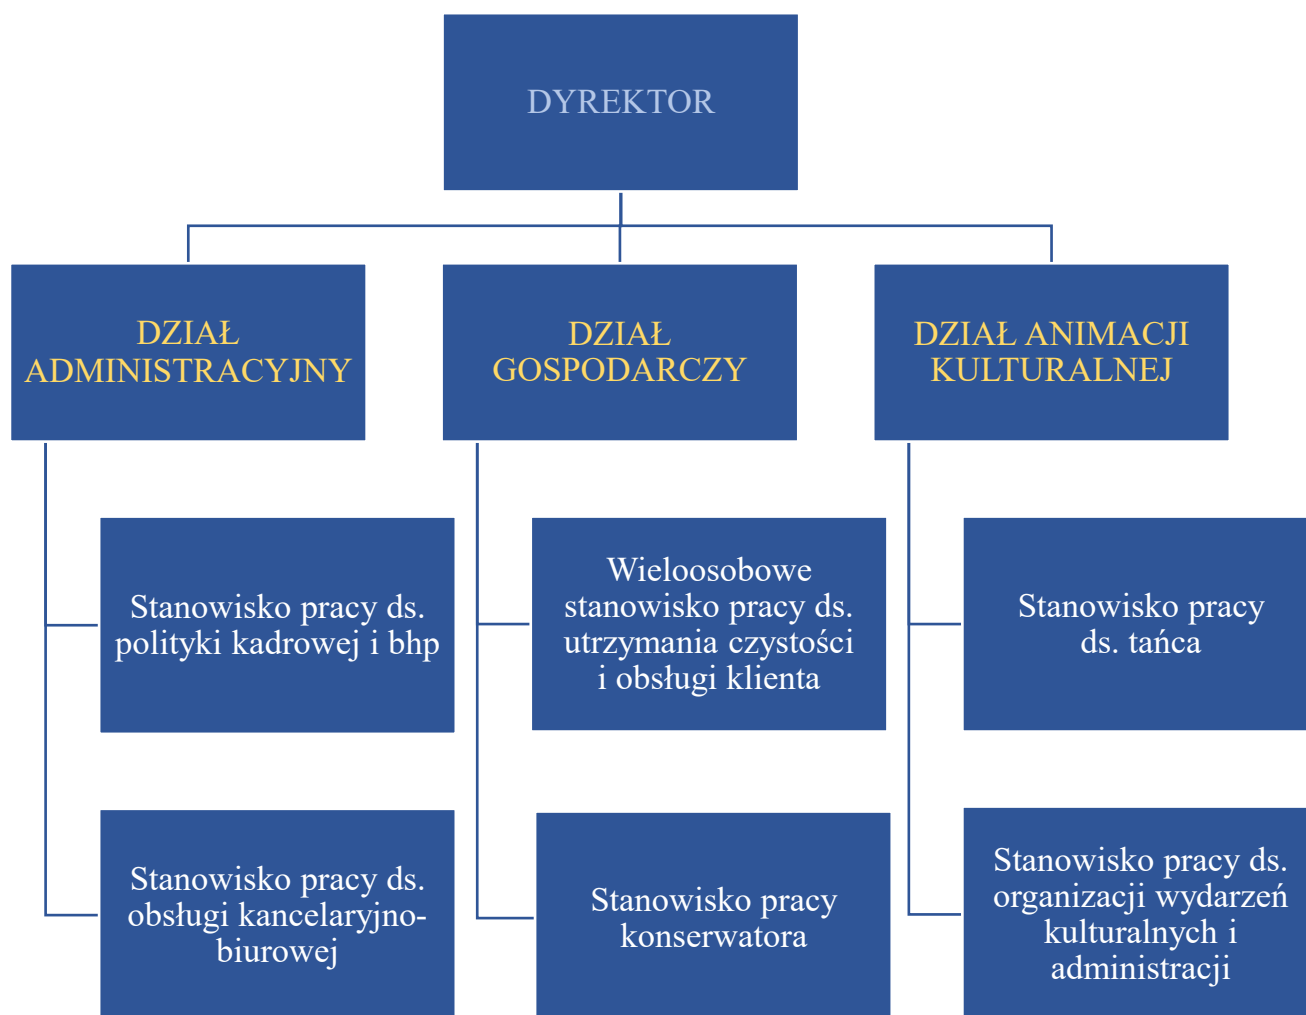 DYREKTOR
DZIAŁ
ADMINISTRACYJNY
DZIAŁ
GOSPODARCZY
DZIAŁ ANIMACJI
KULTURALNEJ
Stanowisko pracy ds.
polityki kadrowej i bhp
Wieloosobowe
stanowisko pracy ds.
utrzymania czystości
i obsługi klienta
Stanowisko pracy
ds. tańca
Stanowisko pracy ds.
obsługi kancelaryjno-
biurowej
Stanowisko pracy
konserwatora
Stanowisko pracy ds.
organizacji wydarzeń
kulturalnych i
administracji